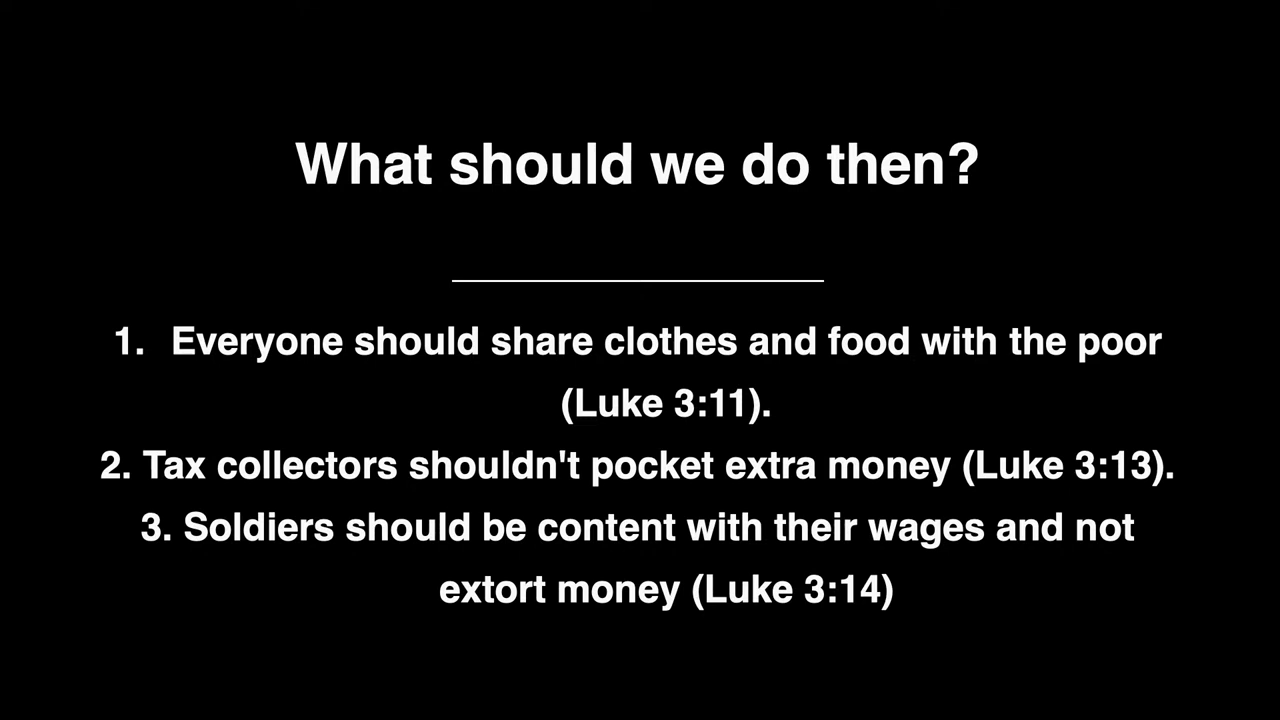 What should we do then?
1. Everyone should share clothes and food with the poor
(Luke 3:11).
2. Tax collectors shouldn't pocket extra money (Luke 3:13).
3. Soldiers should be content with their wages and not
extort money (Luke 3:14)